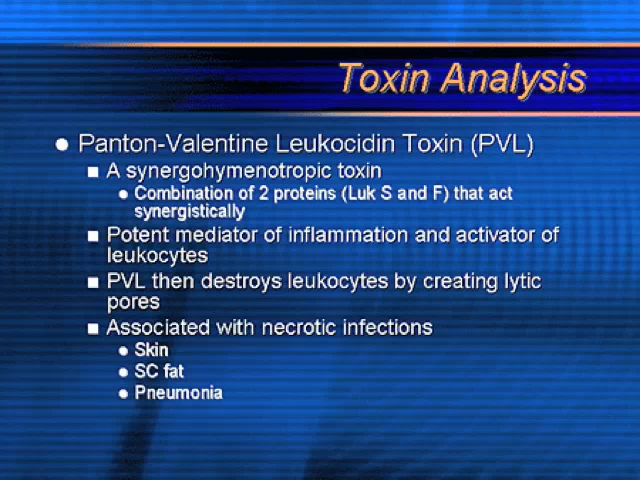 Toxin Analysis
Panton-Valentine Leukocidin Toxin (PVL)
A synergohymenotropic toxin
Combination of 2 proteins (Luk S and F) that act
synergistically
Potent mediator of inflammation and activator of
leukocytes
PVL then destroys leukocytes by creating lytic
pores
Associated with necrotic infections
Skin
SC fat
Pneumonia